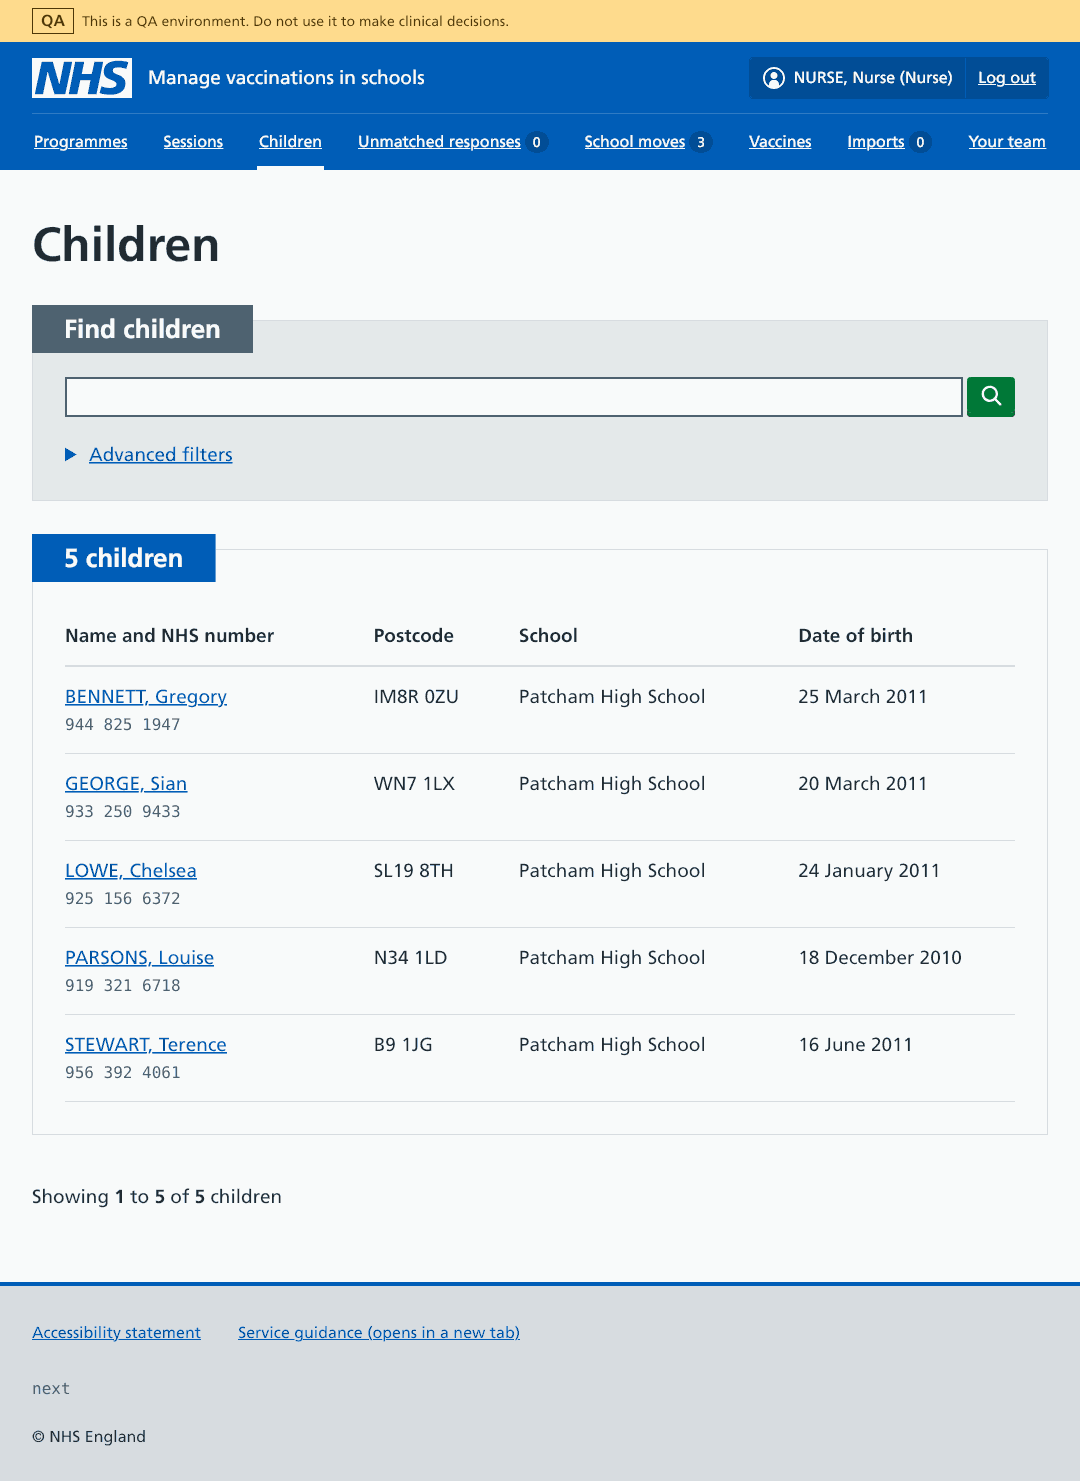 QA This is a QA environment. Do not use it to make clinical decisions.
NHS Manage vaccinations in schools NURSE, Nurse (Nurse) Log out
Programmes Sessions Children Unmatched responses 0 School moves 3 Vaccines Imports 0 Your team
Children
Find children
Advanced filters
5 children
Name and NHS number Postcode School Date of birth
BENNETT, Gregory IM8R 0ZU Patcham High School 25 March 2011
944 825 1947
GEORGE, Sian WN7 1LX Patcham High School 20 March 2011
933 250 9433
LOWE, Chelsea SL19 8TH Patcham High School 24 January 2011
925 156 6372
PARSONS, Louise N34 1LD Patcham High School 18 December 2010
919 321 6718
STEWART, Terence B9 1JG Patcham High School 16 June 2011
956 392 4061
Showing 1 to 5 of 5 children
Accessibility statement Service guidance (opens in a new tab)
next
© NHS England